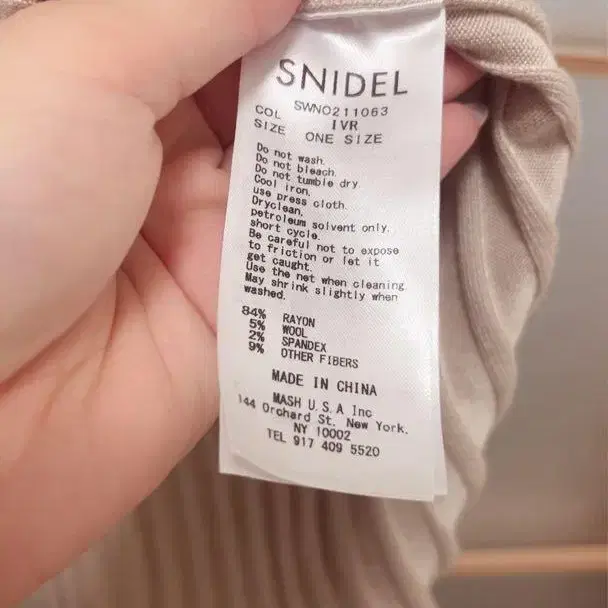 SNIDEL
SWNO211063
COL IVR
SIZE ONE SIZE
Do not wash.
Do not bleach.
Do not tumble dry.
Cool iron,
use press cloth.
Dryclean,
petroleum solvent only.
short cycle.
Be careful not to expose
to friction or let it
get caught.
Use the net when cleaning
May shrink slightly when
washed.
84% RAYON
5% WOOL
2% SPANDEX
9% OTHER FIBERS
MADE IN CHINA
MASH U.S.A Inc
144 Orchard St. New York.
NY 10002
TEL 917 409 5520